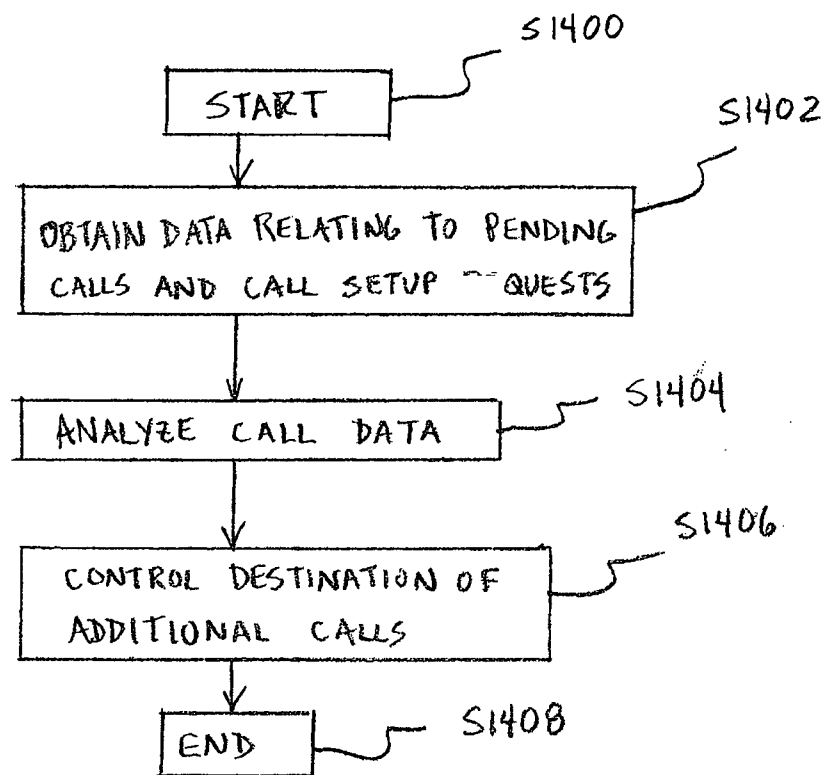 S1400
START
S1402
OBTAIN DATA RELATING TO PENDING
CALLS AND CALL SETUP QUESTS
S1404
ANALYZE CALL DATA
S1406
CONTROL DESTINATION OF
ADDITIONAL CALLS
S1408
END